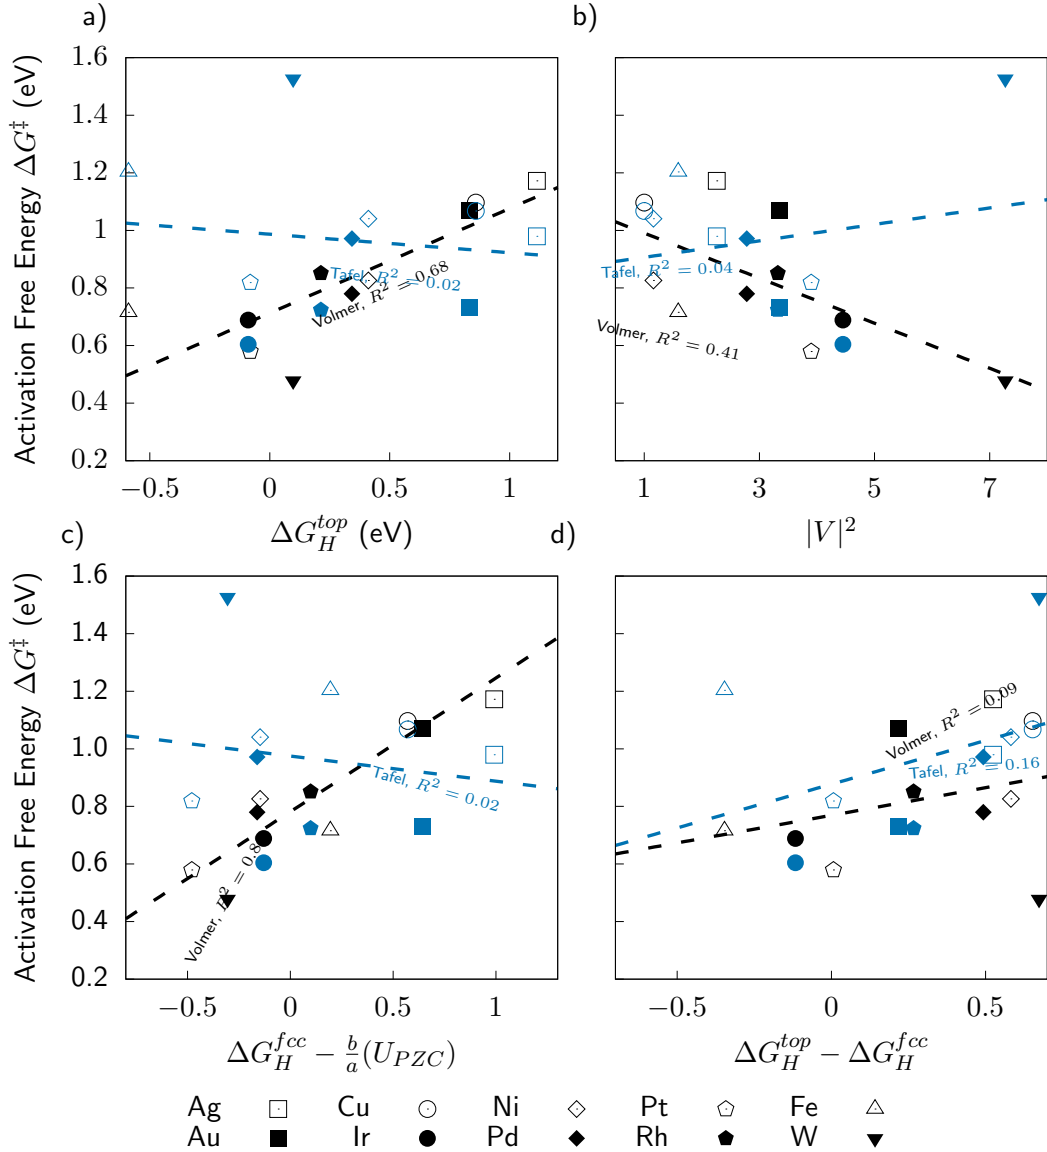 a)
b)
Activation Free Energy ΔG‡ (eV)
1.6
1.4
1.2
1
0.8
0.6
0.4
0.2
Tafel, R² = 0.02
Volmer, R² = 0.68
−0.5 0 0.5 1
ΔG_H^top (eV)
Tafel, R² = 0.04
Volmer, R² = 0.41
1 3 5 7
|V|²
c)
d)
Activation Free Energy ΔG‡ (eV)
1.6
1.4
1.2
1
0.8
0.6
0.4
0.2
Tafel, R² = 0.02
Volmer, R² = 0.8
−0.5 0 0.5 1
ΔG_H^fcc − b/a(U_PZC)
Volmer, R² = 0.09
Tafel, R² = 0.16
−0.5 0 0.5
ΔG_H^top − ΔG_H^fcc
Ag Cu Ni Pt Fe
Au Ir Pd Rh W